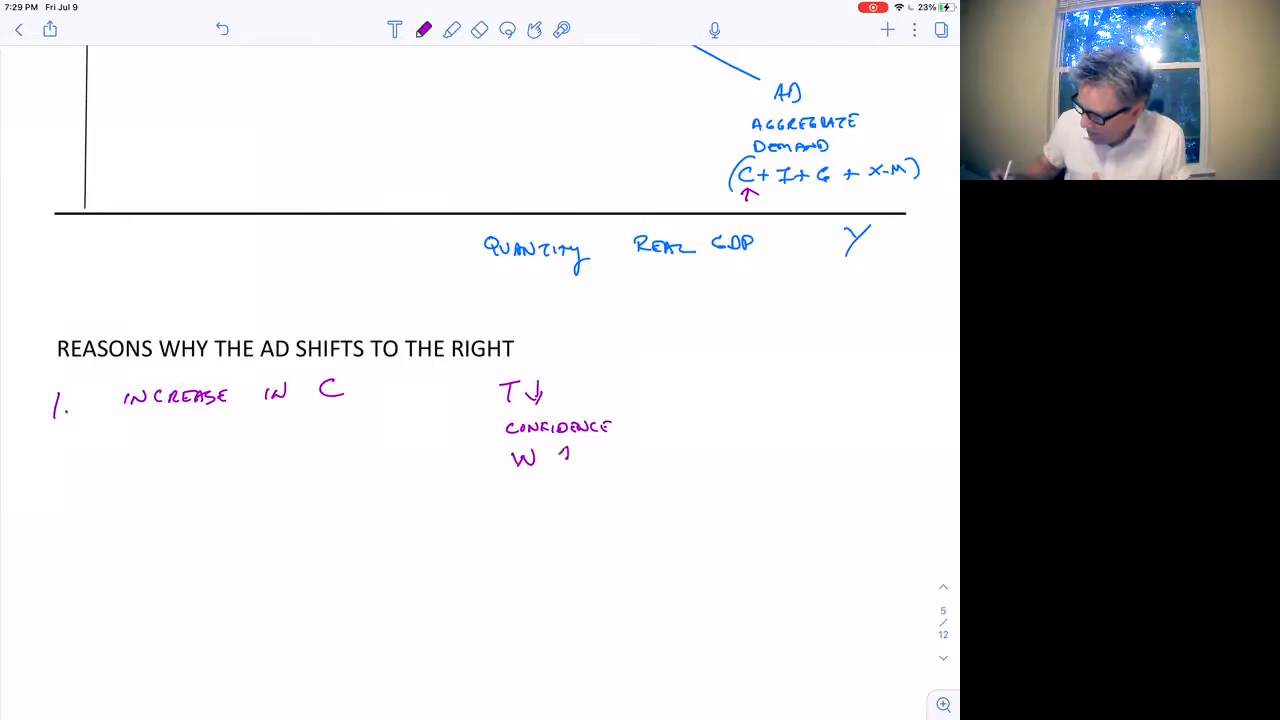 7:29 PM Fri Jul 9
23%
AD
AGGREGATE
DEMAND
(C + I + G + X-M)
↑
QUANTITY REAL GDP Y
REASONS WHY THE AD SHIFTS TO THE RIGHT
1. INCREASE IN C T ↓
CONFIDENCE
W ↑
5
/
12